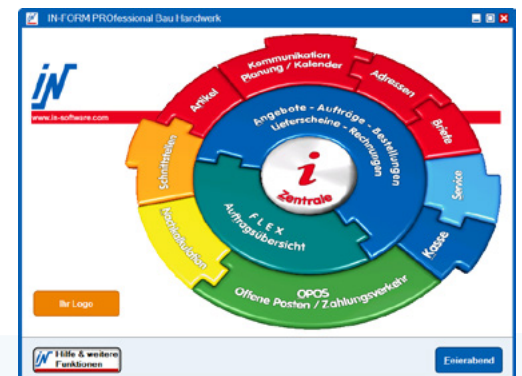 IN-FORM PROfessional Bau Handwerk
iN
www.in-software.com
Kommunikation
Planung / Kalender
Artikel
Adressen
Briefe
Angebote - Aufträge - Bestellungen
Lieferscheine - Rechnungen
Schnittstellen
Service
i
Zentrale
Kasse
FLEX
Auftragsübersicht
Nachkalkulation
OPOS
Offene Posten / Zahlungsverkehr
Ihr Logo
iN Hilfe & weitere
Funktionen
Feierabend